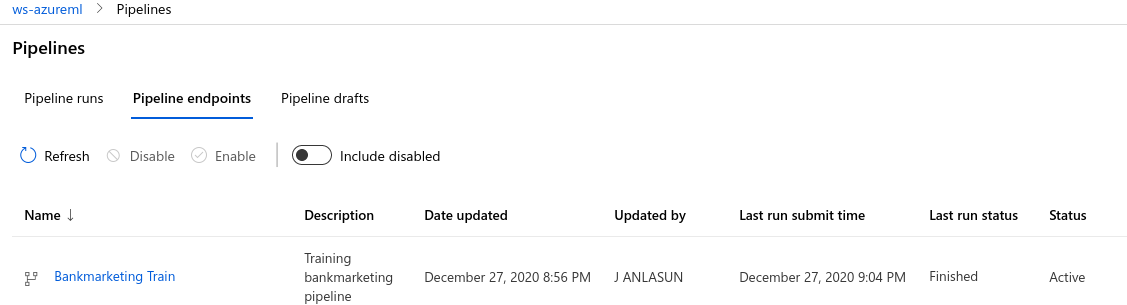 ws-azureml > Pipelines
Pipelines
Pipeline runs Pipeline endpoints Pipeline drafts
Refresh Disable Enable Include disabled
Name ↓ Description Date updated Updated by Last run submit time Last run status Status
Bankmarketing Train Training bankmarketing pipeline December 27, 2020 8:56 PM J ANLASUN December 27, 2020 9:04 PM Finished Active